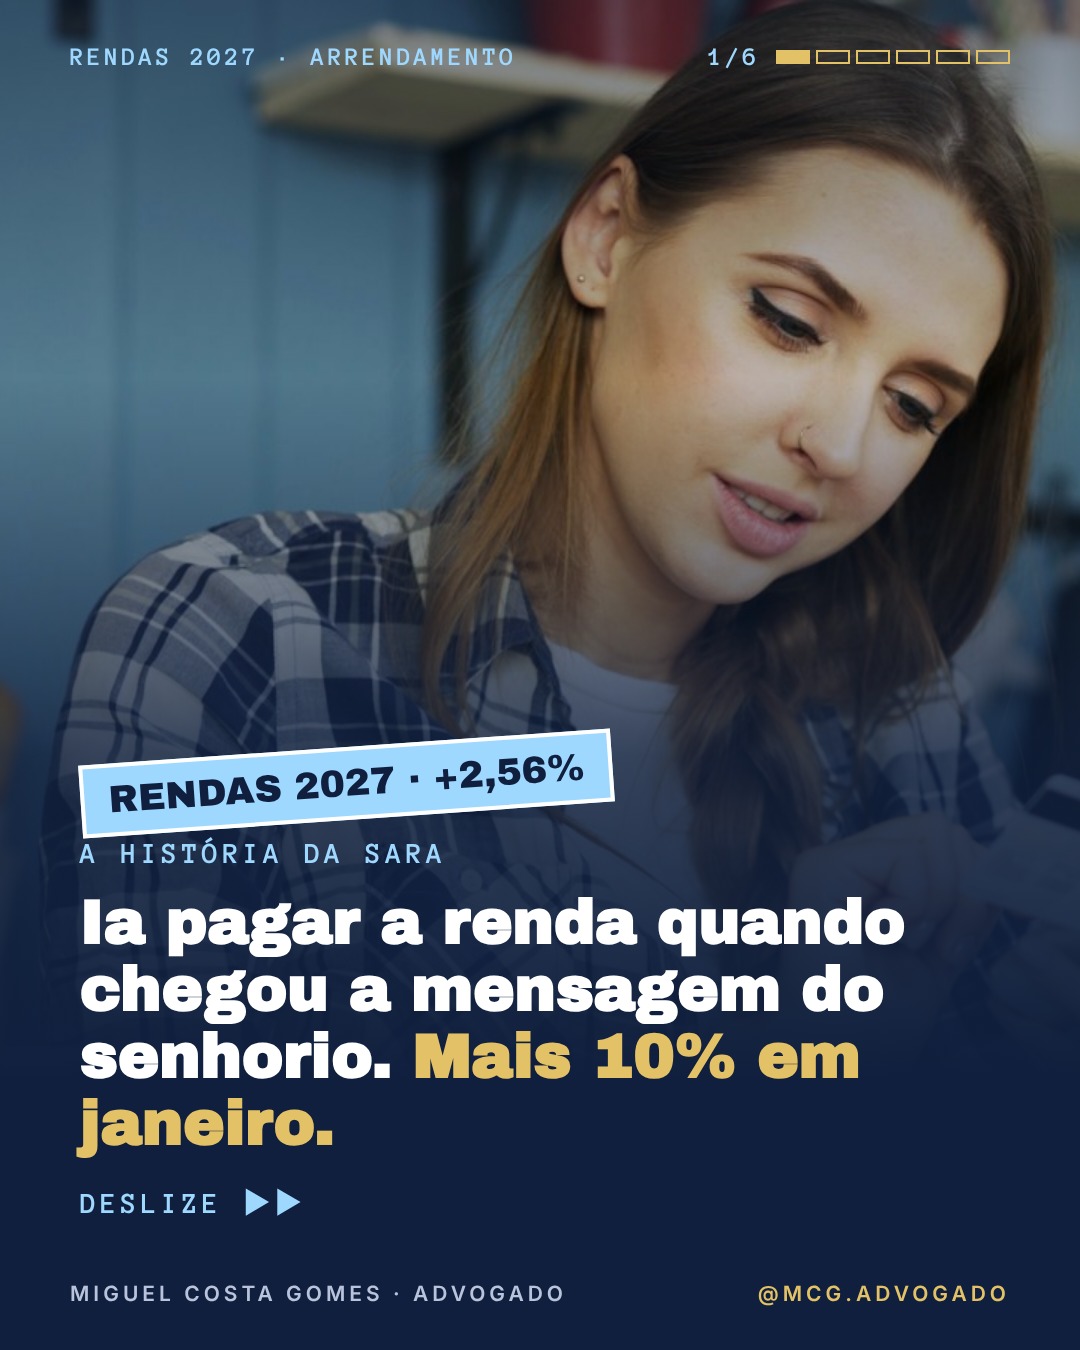 RENDAS 2027 · ARRENDAMENTO
1/6
RENDAS 2027 · +2,56%
A HISTÓRIA DA SARA
Ia pagar a renda quando
chegou a mensagem do
senhorio. Mais 10% em
janeiro.
DESLIZE
MIGUEL COSTA GOMES · ADVOGADO
@MCG.ADVOGADO